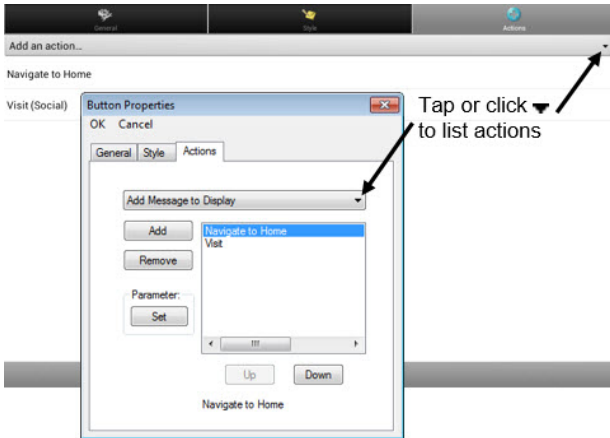 General Style Actions
Add an action...
Navigate to Home
Visit (Social)
Button Properties
OK Cancel
General Style Actions
Add Message to Display
Add
Remove
Navigate to Home
Visit
Parameter:
Set
Up Down
Navigate to Home
Tap or click
to list actions